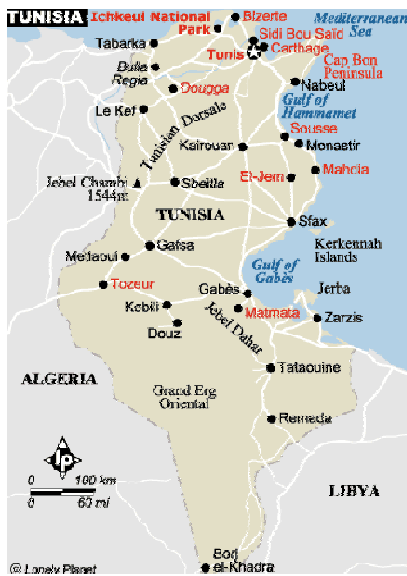 TUNISIA
Ichkeul National
Park
Bizerte
Mediterranean
Sea
Sidi Bou Saïd
Carthage
Tunis
Tabarka
Bulla
Regia
Cap Bon
Peninsula
Nabeul
Dougga
Le Kef
Gulf of
Hammamet
Tunisian Dorsale
Sousse
Kairouan
Monastir
Mahdia
El-Jem
Jebel Chambi
1544m
Sbeitla
TUNISIA
Sfax
Kerkennah
Islands
Gafsa
Metlaoui
Gulf of
Gabès
Tozeur
Gabès
Jerba
Kebili
Matmata
Zarzis
Douz
Jebel Dahar
Tataouine
ALGERIA
Grand Erg
Oriental
Remada
lp
0 100 km
0 60 mi
LIBYA
Borj
el-Khadra
@ Lonely Planet